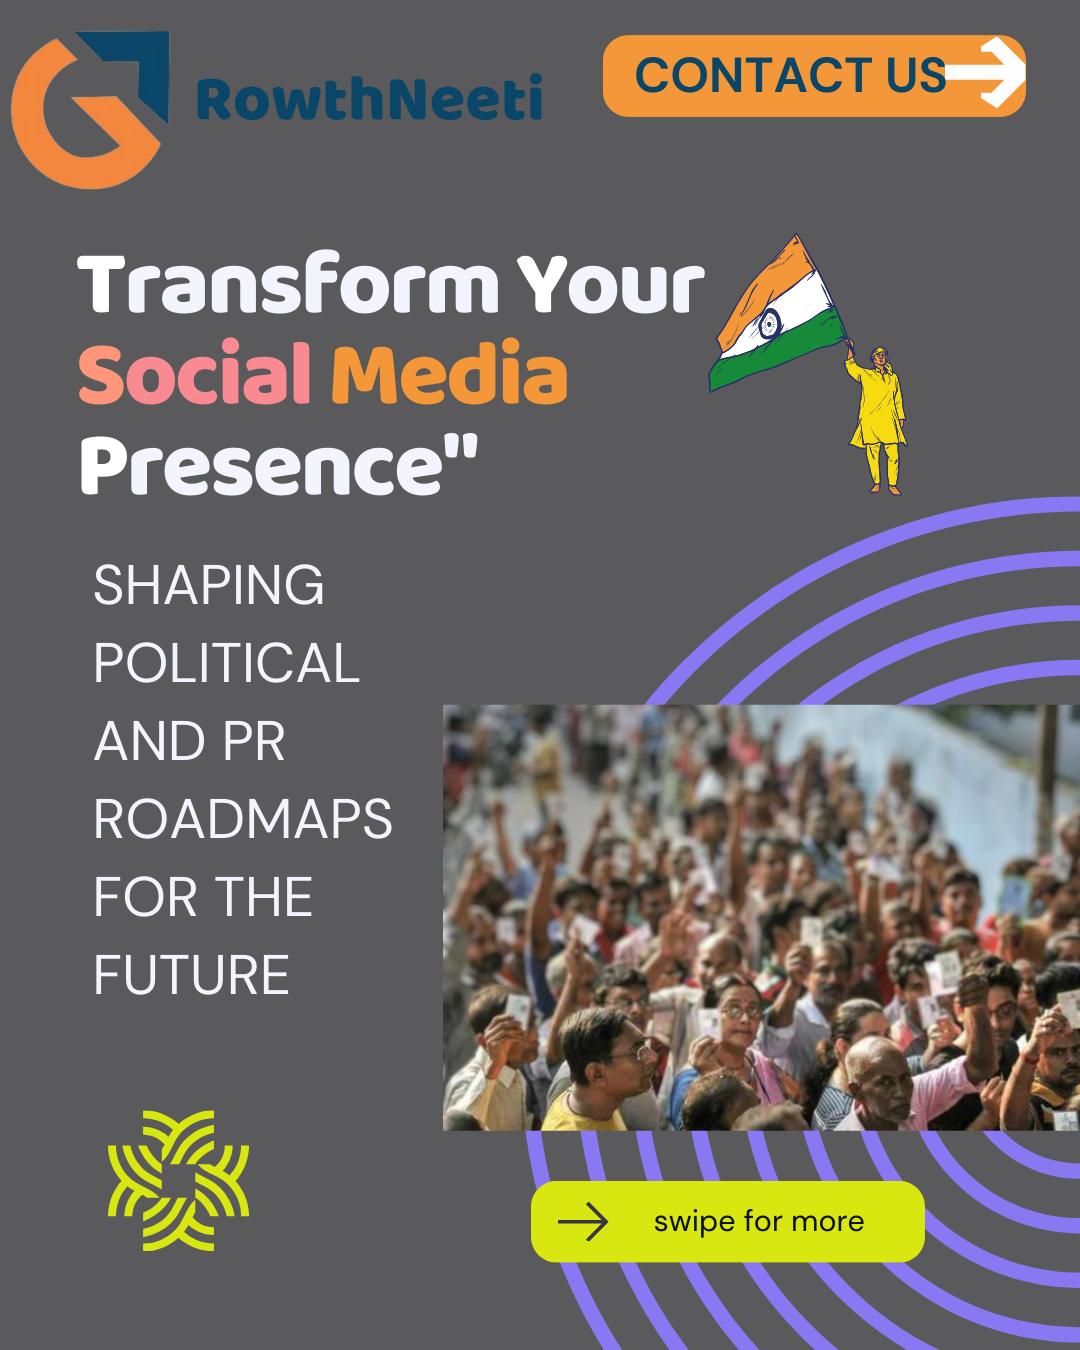 RowthNeeti
CONTACT US
Transform Your
Social Media
Presence"
SHAPING
POLITICAL
AND PR
ROADMAPS
FOR THE
FUTURE
swipe for more